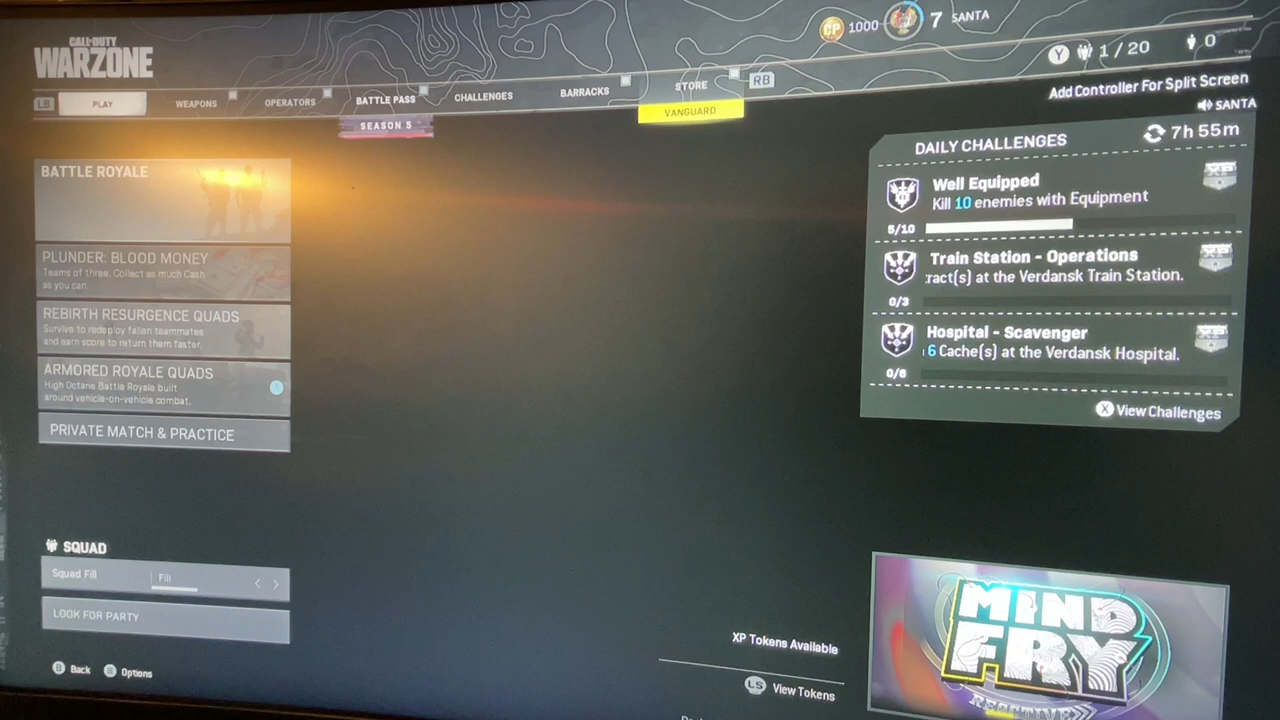 CALL OF DUTY
WARZONE
CP 1000 7 SANTA
Y 1 / 20 0
Add Controller For Split Screen
SANTA
LB PLAY WEAPONS OPERATORS BATTLE PASS CHALLENGES BARRACKS STORE RB
SEASON 5
VANGUARD
BATTLE ROYALE
PLUNDER: BLOOD MONEY
Teams of three. Collect as much Cash
as you can.
REBIRTH RESURGENCE QUADS
Survive to redeploy fallen teammates
and earn score to return them faster.
ARMORED ROYALE QUADS
High Octane Battle Royale built
around vehicle-on-vehicle combat.
PRIVATE MATCH & PRACTICE
SQUAD
Squad Fill Fill
LOOK FOR PARTY
B Back Options
DAILY CHALLENGES 7h 55m
Well Equipped XP
Kill 10 enemies with Equipment
5/10
Train Station - Operations XP
ract(s) at the Verdansk Train Station.
0/3
Hospital - Scavenger XP
6 Cache(s) at the Verdansk Hospital.
0/6
X View Challenges
XP Tokens Available
LS View Tokens
MIND
FRY